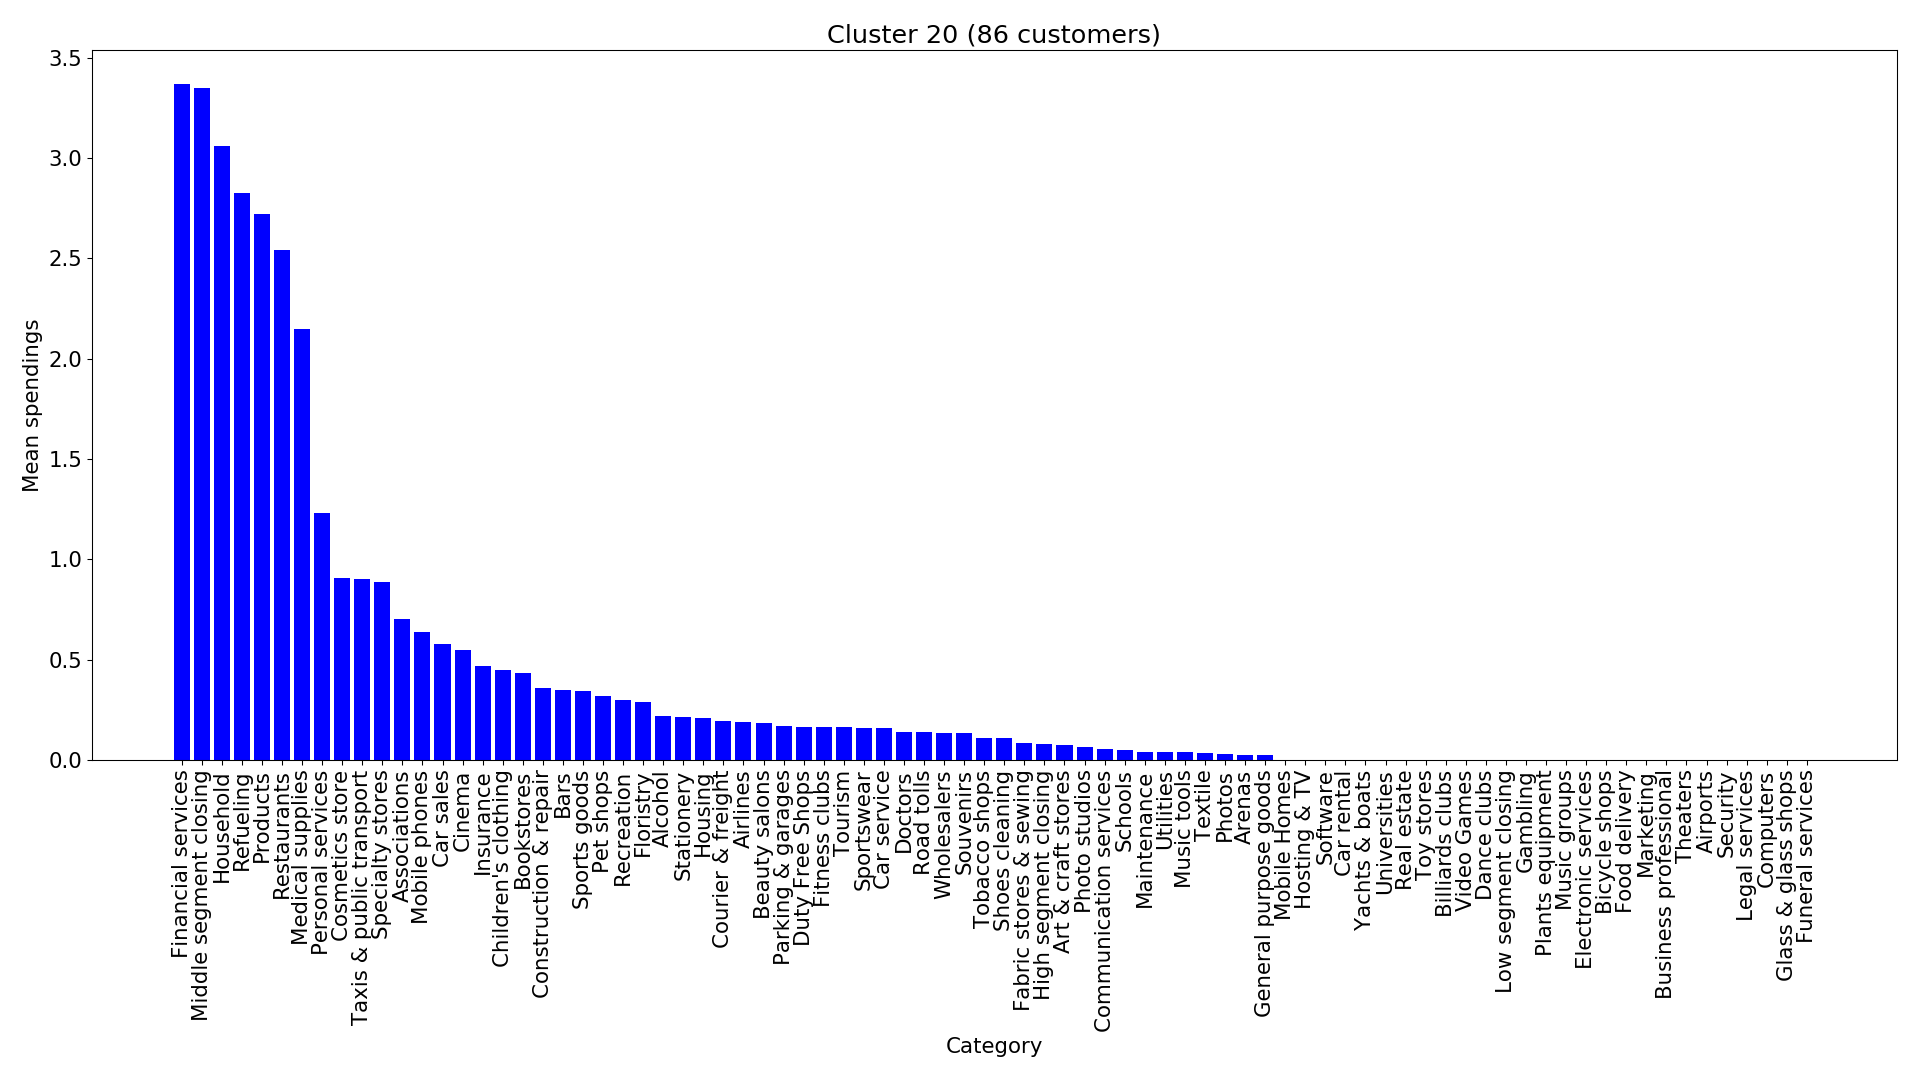 Cluster 20 (86 customers)
Mean spendings
3.5
3.0
2.5
2.0
1.5
1.0
0.5
0.0
Financial services
Middle segment closing
Household
Refueling
Products
Restaurants
Medical supplies
Personal services
Cosmetics store
Taxis & public transport
Specialty stores
Associations
Mobile phones
Car sales
Cinema
Insurance
Children's clothing
Bookstores
Construction & repair
Bars
Sports goods
Pet shops
Recreation
Floristry
Alcohol
Stationery
Housing
Courier & freight
Airlines
Beauty salons
Parking & garages
Duty Free Shops
Fitness clubs
Tourism
Sportswear
Car service
Doctors
Road tolls
Wholesalers
Souvenirs
Tobacco shops
Shoes cleaning
Fabric stores & sewing
High segment closing
Art & craft stores
Photo studios
Communication services
Schools
Maintenance
Utilities
Music tools
Textile
Photos
Arenas
General purpose goods
Mobile Homes
Hosting & TV
Software
Car rental
Yachts & boats
Universities
Real estate
Toy stores
Billiards clubs
Video Games
Dance clubs
Low segment closing
Gambling
Plants equipment
Music groups
Electronic services
Bicycle shops
Food delivery
Marketing
Business professional
Theaters
Airports
Security
Legal services
Computers
Glass & glass shops
Funeral services
Category